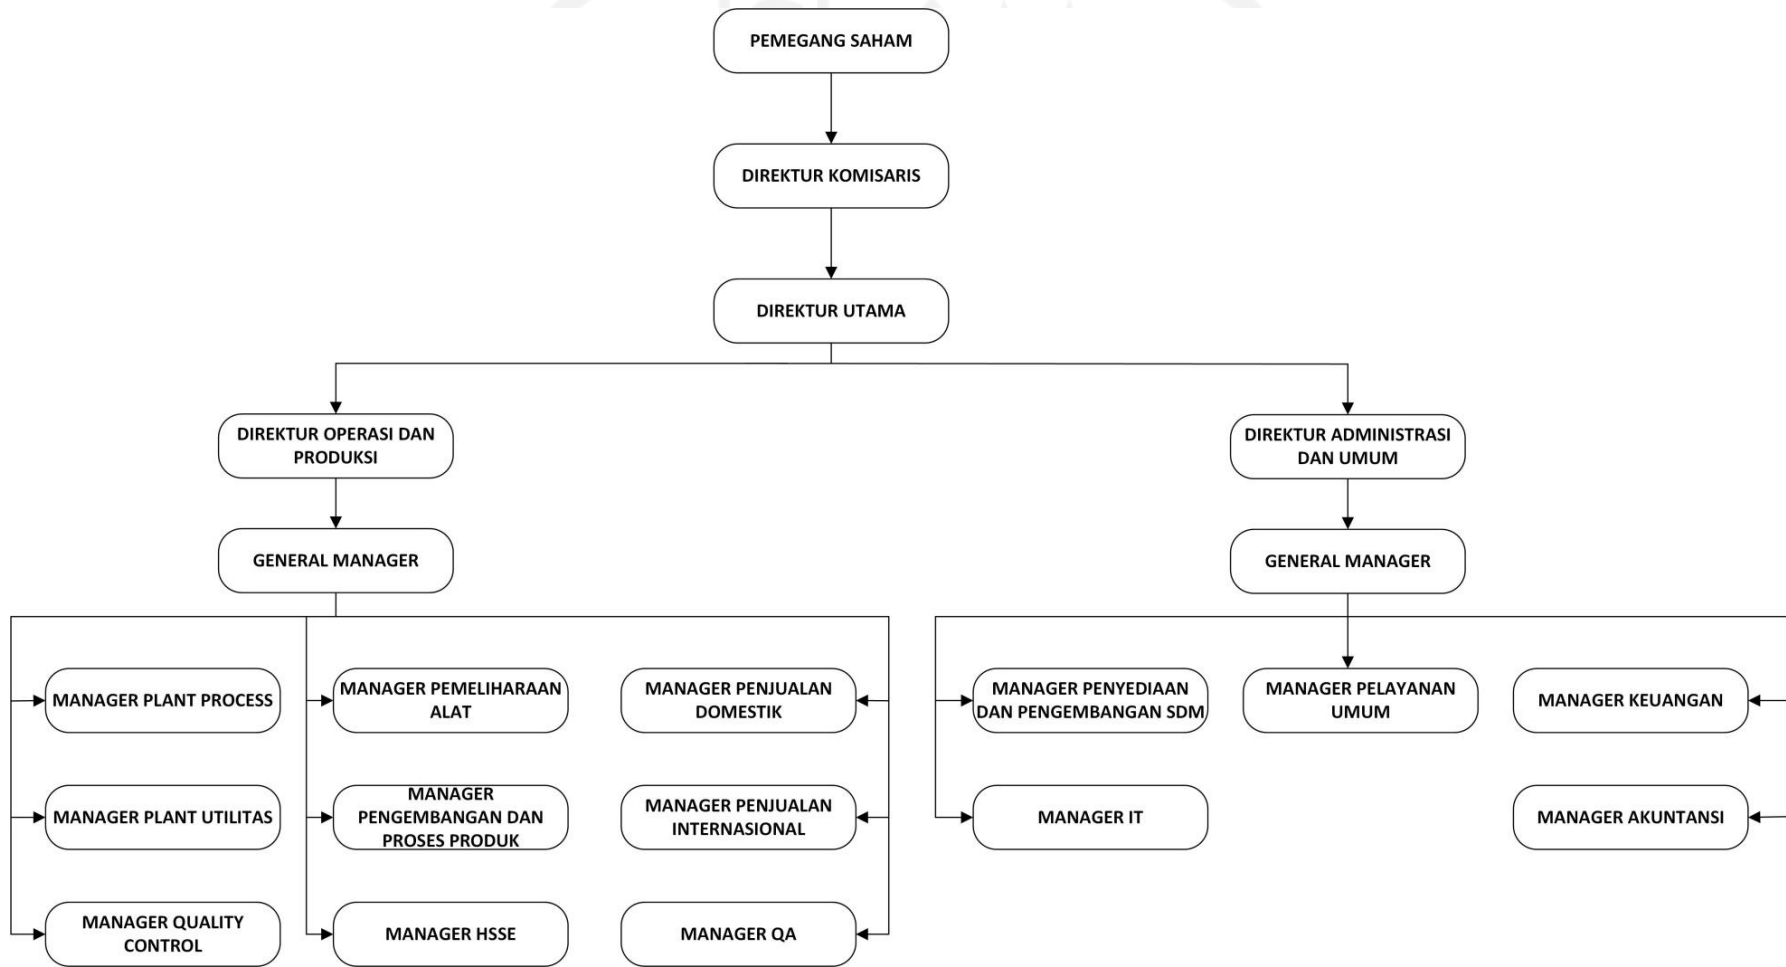 PEMEGANG SAHAM
DIREKTUR KOMISARIS
DIREKTUR UTAMA
DIREKTUR OPERASI DAN
PRODUKSI
DIREKTUR ADMINISTRASI
DAN UMUM
GENERAL MANAGER
GENERAL MANAGER
MANAGER PLANT PROCESS
MANAGER PEMELIHARAAN
ALAT
MANAGER PENJUALAN
DOMESTIK
MANAGER PENYEDIAAN
DAN PENGEMBANGAN SDM
MANAGER PELAYANAN
UMUM
MANAGER KEUANGAN
MANAGER PLANT UTILITAS
MANAGER
PENGEMBANGAN DAN
PROSES PRODUK
MANAGER PENJUALAN
INTERNASIONAL
MANAGER IT
MANAGER AKUNTANSI
MANAGER QUALITY
CONTROL
MANAGER HSSE
MANAGER QA